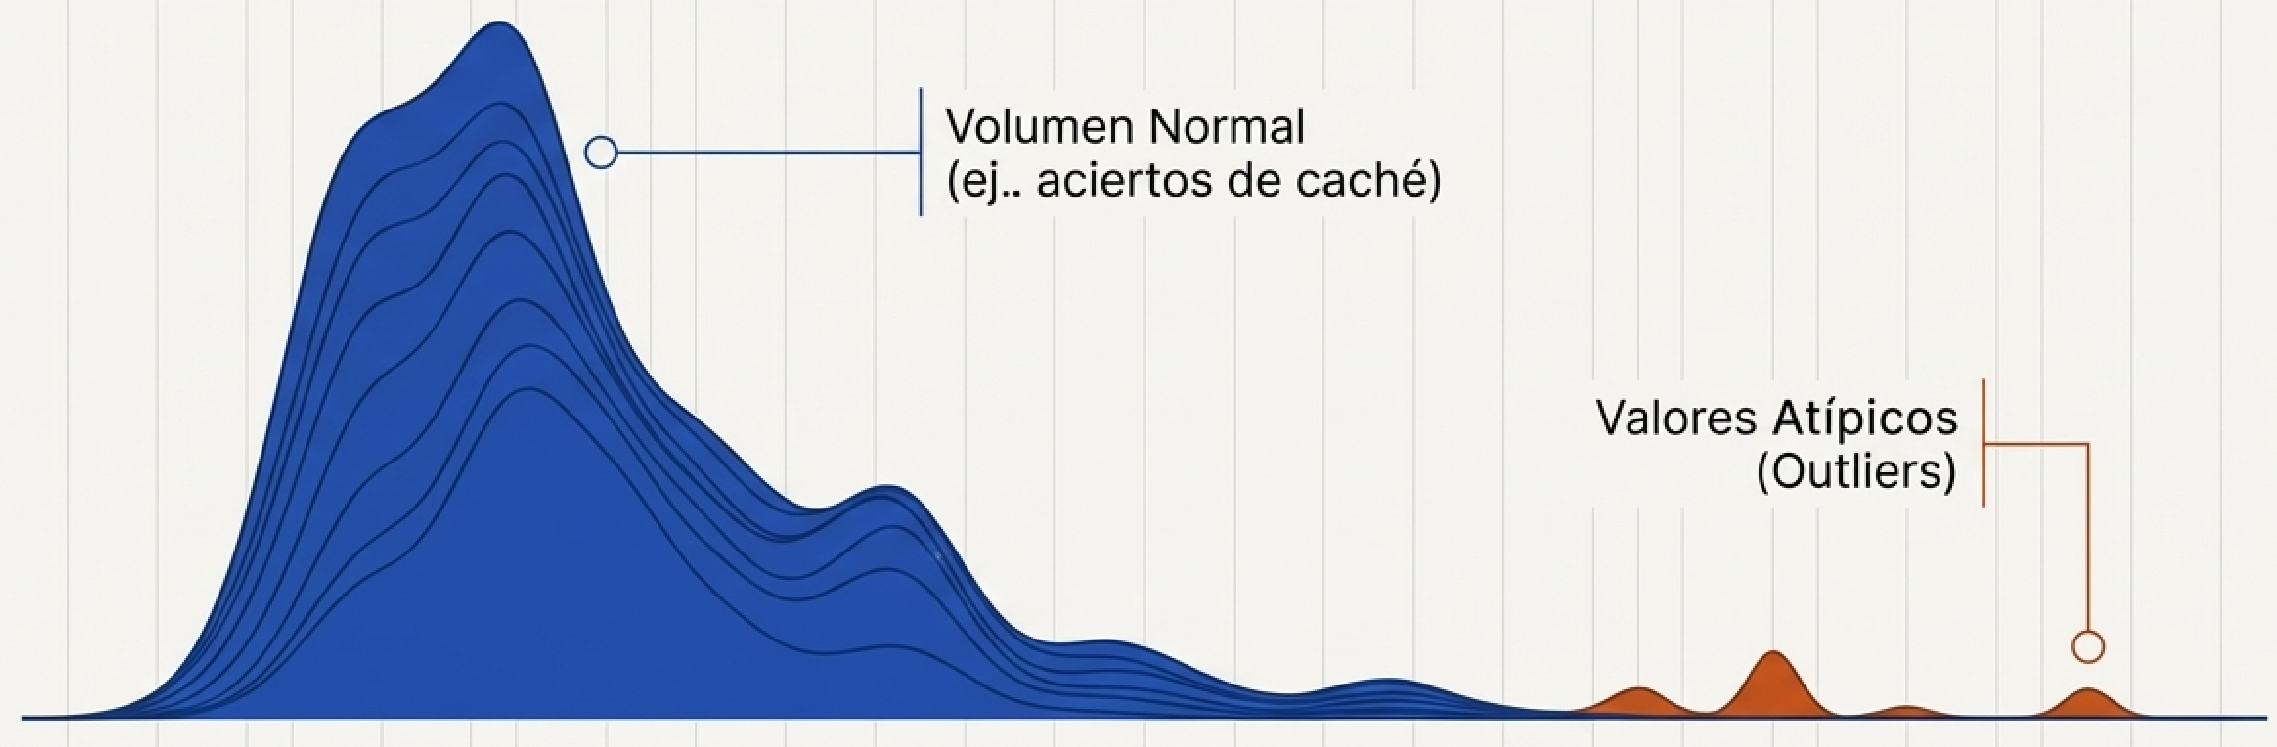 Volumen Normal
(ej.. aciertos de caché)
Valores Atípicos
(Outliers)